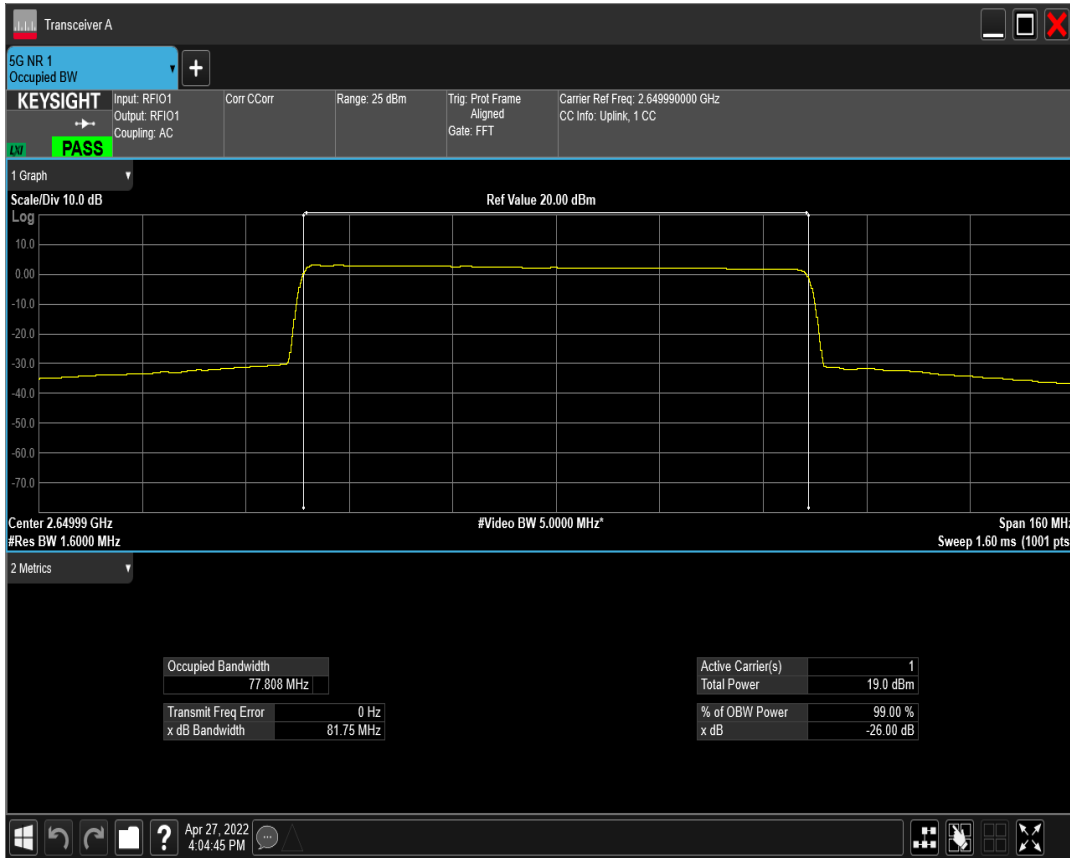 Transceiver A
5G NR 1
Occupied BW
KEYSIGHT
LXI
PASS
Input: RFIO1
Output: RFIO1
Coupling: AC
Corr CCorr
Range: 25 dBm
Trig: Prot Frame
Aligned
Gate: FFT
Carrier Ref Freq: 2.649990000 GHz
CC Info: Uplink, 1 CC
1 Graph
Scale/Div 10.0 dB
Ref Value 20.00 dBm
Log
10.0
0.00
-10.0
-20.0
-30.0
-40.0
-50.0
-60.0
-70.0
Center 2.64999 GHz
#Video BW 5.0000 MHz*
Span 160 MHz
#Res BW 1.6000 MHz
Sweep 1.60 ms (1001 pts
2 Metrics
Occupied Bandwidth
77.808 MHz
Transmit Freq Error 0 Hz
x dB Bandwidth 81.75 MHz
Active Carrier(s) 1
Total Power 19.0 dBm
% of OBW Power 99.00 %
x dB -26.00 dB
Apr 27, 2022
4:04:45 PM